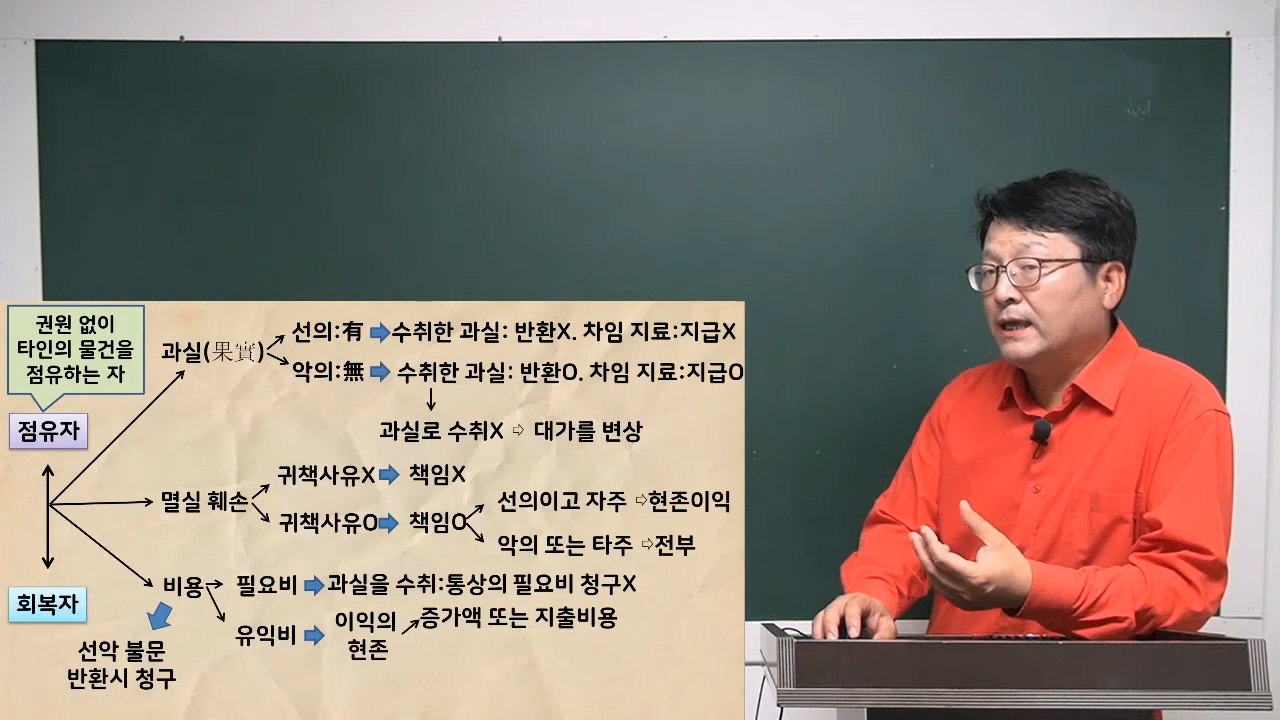 권원 없이
타인의 물건을
점유하는 자
점유자
회복자
과실(果實)
선의:有 ➡ 수취한 과실: 반환X. 차임 지료:지급X
악의:無 ➡ 수취한 과실: 반환O. 차임 지료:지급O
과실로 수취X ⇨ 대가를 변상
멸실 훼손
귀책사유X ➡ 책임X
귀책사유O ➡ 책임O
선의이고 자주 ⇨현존이익
악의 또는 타주 ⇨전부
비용
필요비 ➡ 과실을 수취:통상의 필요비 청구X
유익비 ➡ 이익의
현존
증가액 또는 지출비용
선악 불문
반환시 청구